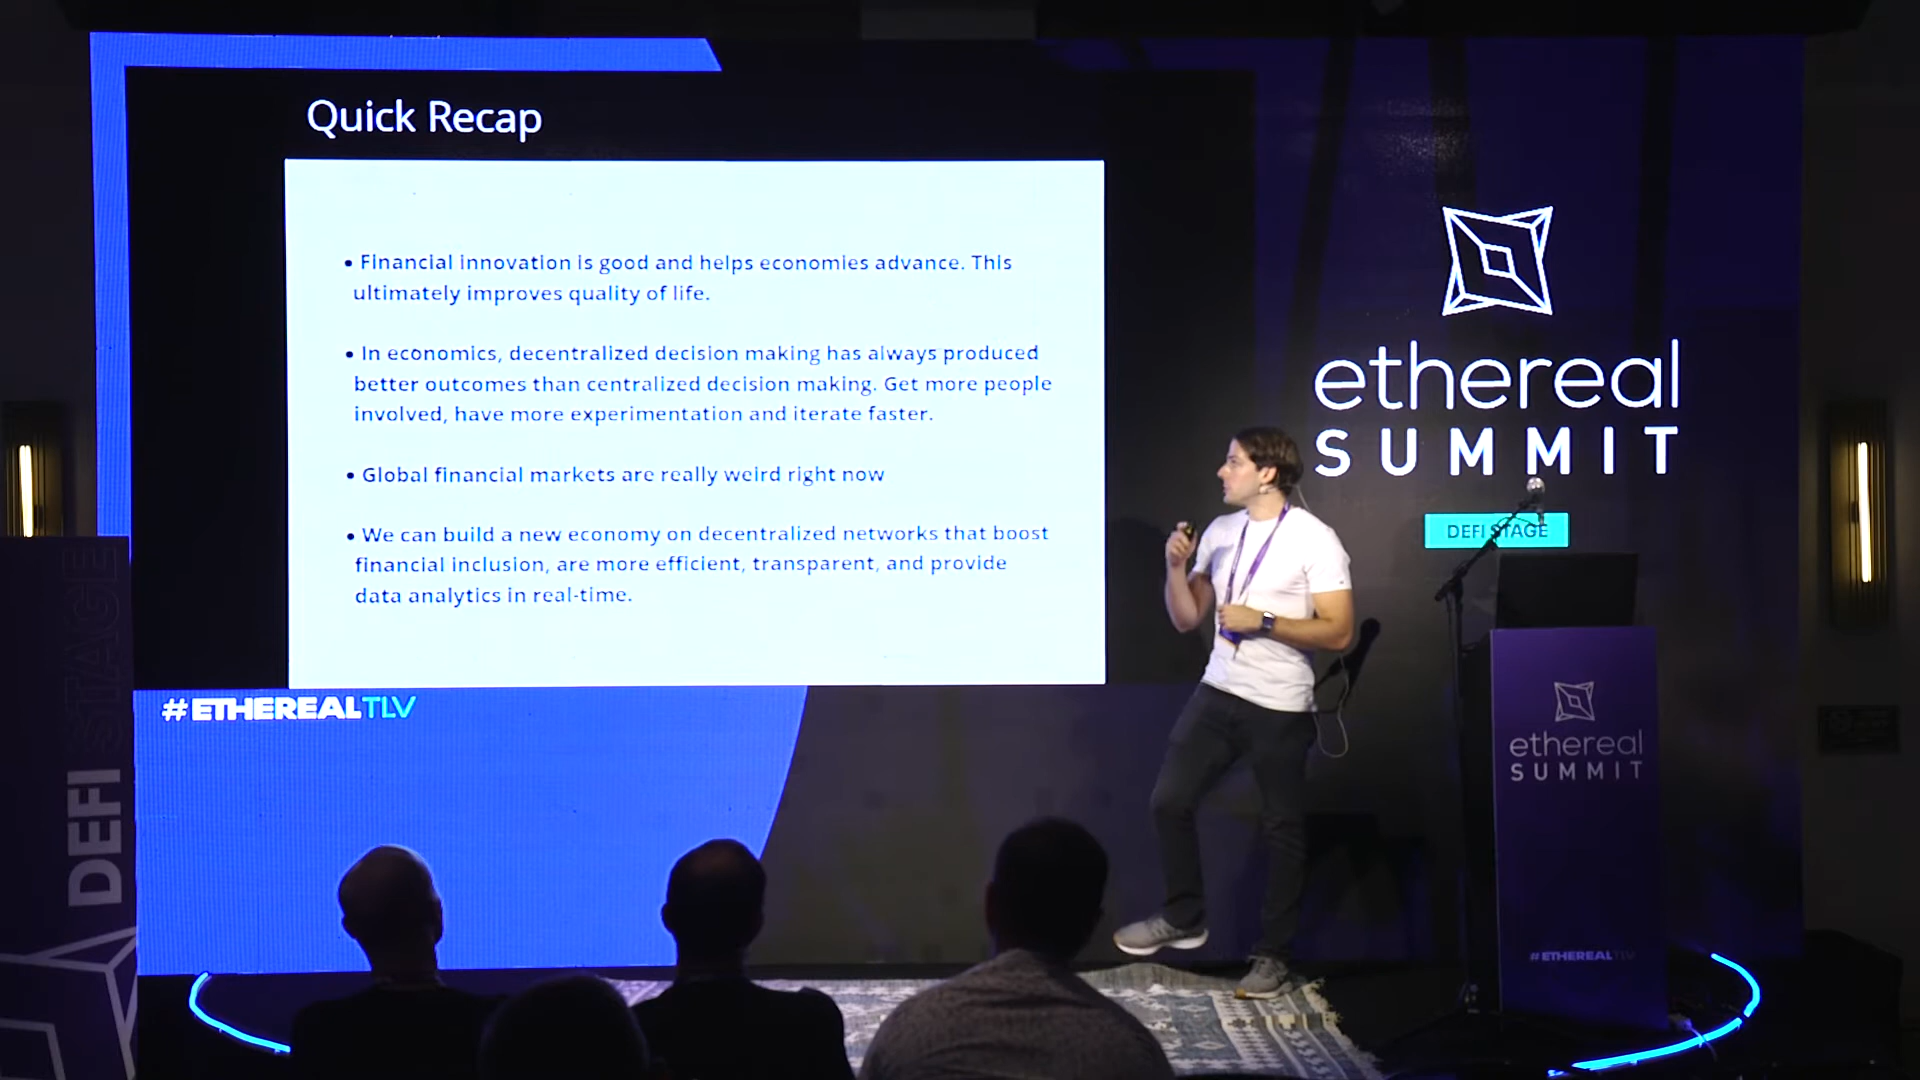 Quick Recap
• Financial innovation is good and helps economies advance. This
ultimately improves quality of life.
• In economics, decentralized decision making has always produced
better outcomes than centralized decision making. Get more people
involved, have more experimentation and iterate faster.
• Global financial markets are really weird right now
• We can build a new economy on decentralized networks that boost
financial inclusion, are more efficient, transparent, and provide
data analytics in real-time.
#ETHEREALTLV
ethereal
SUMMIT
DEFI STAGE
ethereal
SUMMIT
#ETHEREALTLV
DEFI STAGE